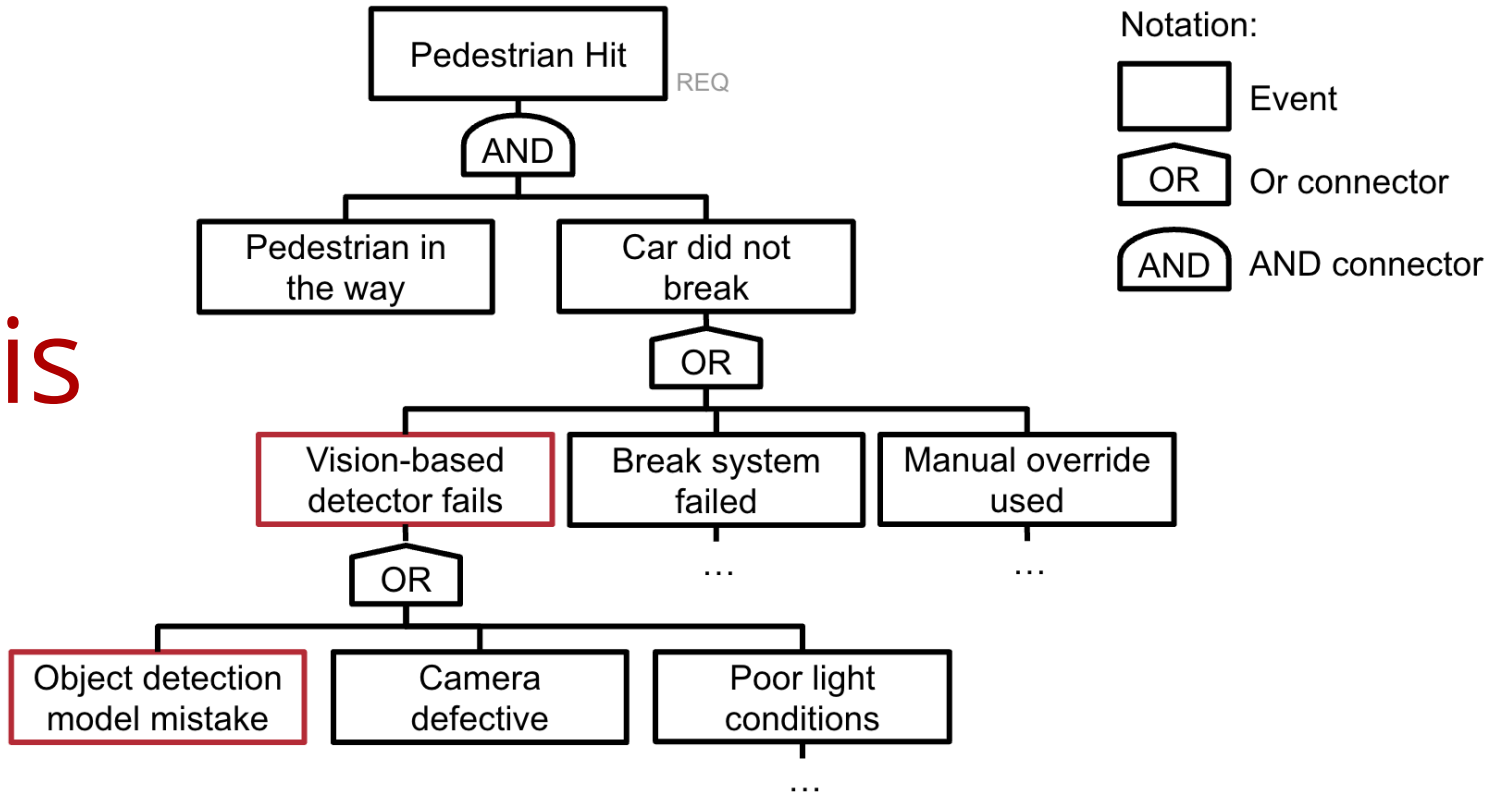 Pedestrian Hit
REQ
AND
Pedestrian in
the way
Car did not
break
OR
Vision-based
detector fails
Break system
failed
Manual override
used
...
...
OR
Object detection
model mistake
Camera
defective
Poor light
conditions
...
is
Notation:
Event
OR
Or connector
AND
AND connector